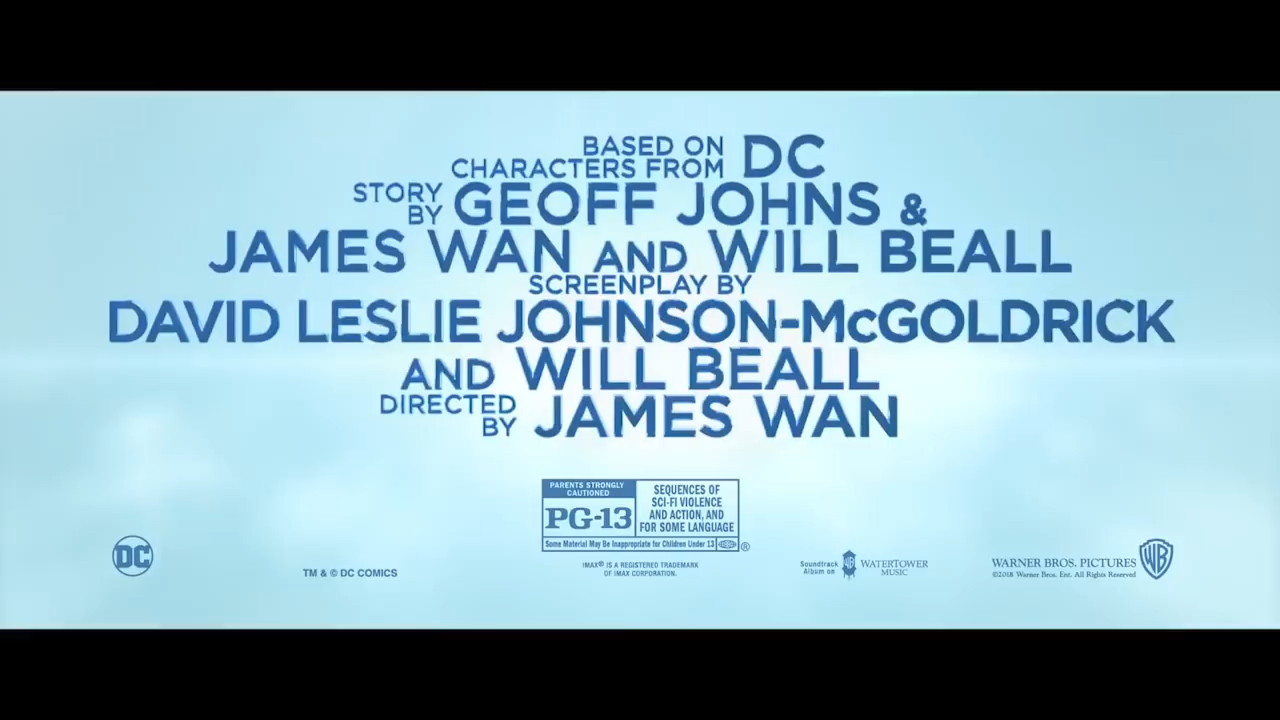 BASED ON
CHARACTERS FROM DC
STORY
BY GEOFF JOHNS &
JAMES WAN AND WILL BEALL
SCREENPLAY BY
DAVID LESLIE JOHNSON-McGOLDRICK
AND WILL BEALL
DIRECTED
BY JAMES WAN
PARENTS STRONGLY
CAUTIONED
PG-13
SEQUENCES OF
SCI-FI VIOLENCE
AND ACTION, AND
FOR SOME LANGUAGE
Some Material May Be Inappropriate for Children Under 13
®
DC
TM & © DC COMICS
IMAX® IS A REGISTERED TRADEMARK
OF IMAX CORPORATION.
Soundtrack
Album on
WB
WATERTOWER
MUSIC
WARNER BROS. PICTURES
©2018 Warner Bros. Ent. All Rights Reserved
WB